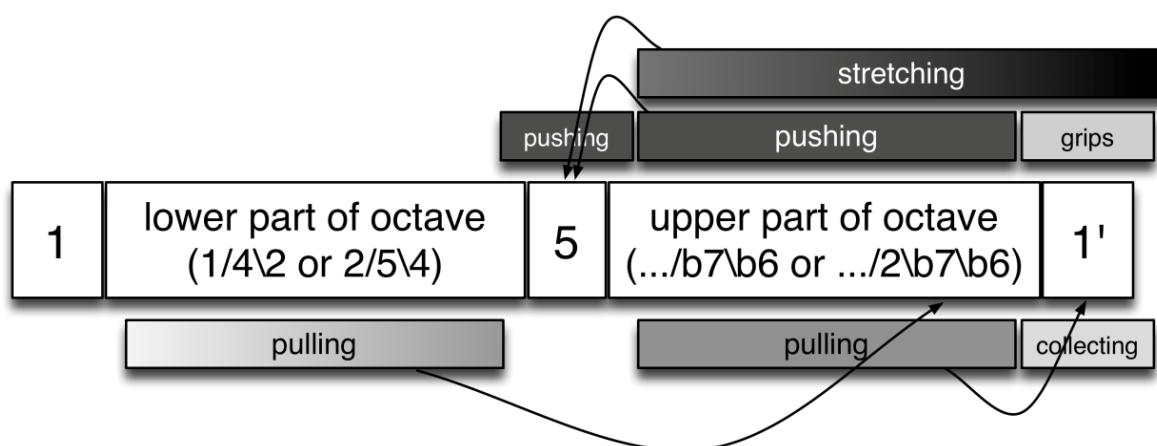 stretching
pushing
pushing
grips
1
lower part of octave
(1/4\2 or 2/5\4)
5
upper part of octave
(.../b7\b6 or .../2\b7\b6)
1'
pulling
pulling
collecting